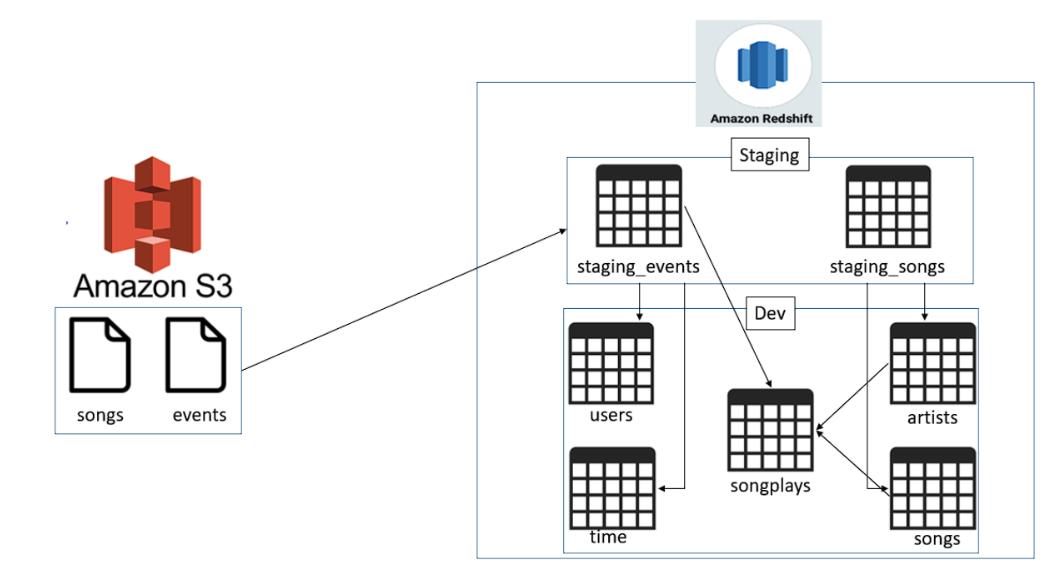 Amazon Redshift
Staging
staging_events
staging_songs
Amazon S3
songs
events
Dev
users
artists
songplays
time
songs